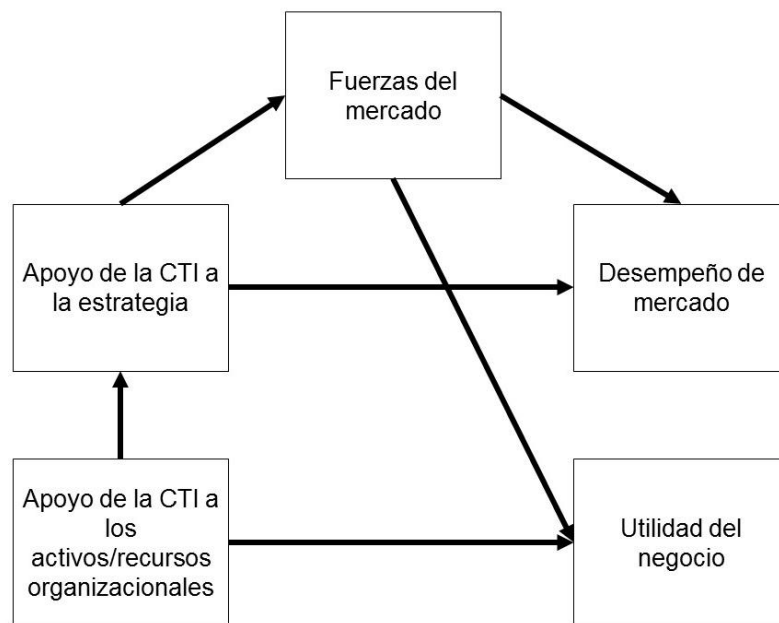 Fuerzas del
mercado
Apoyo de la CTI a
la estrategia
Desempeño de
mercado
Apoyo de la CTI a
los
activos/recursos
organizacionales
Utilidad del
negocio